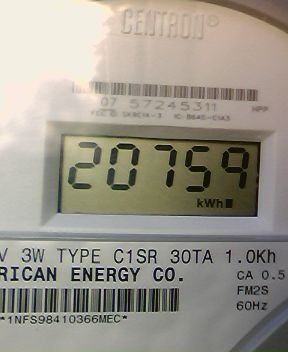 CENTRON®
07 57245311
HPP
20759
kWh
V 3W TYPE C1SR 30TA 1.0Kh
RICAN ENERGY CO.
CA 0.5
FM2S
60Hz
*1NFS98410366MEC*